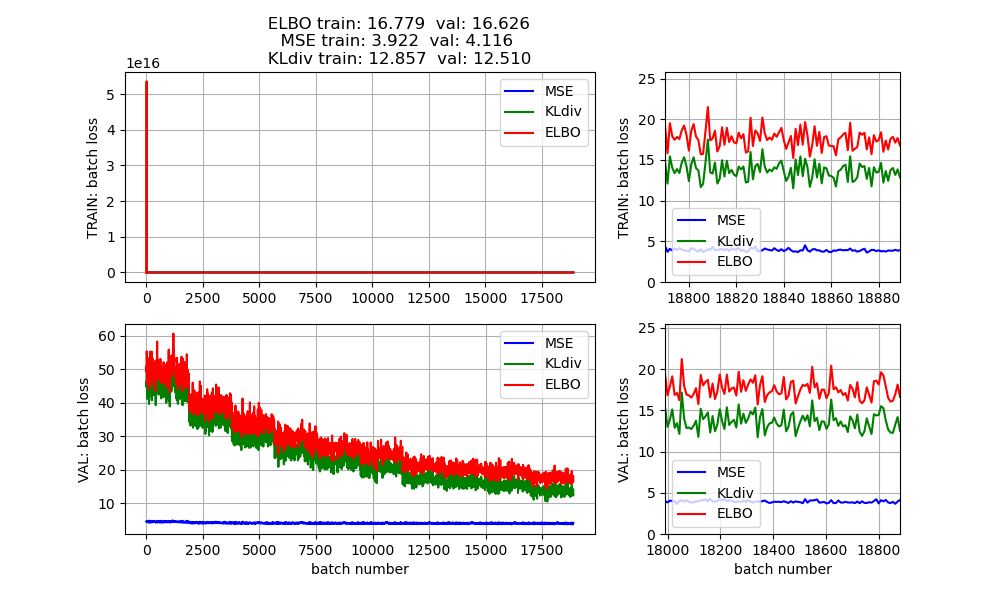 ELBO train: 16.779  val: 16.626
MSE train: 3.922  val: 4.116
KLdiv train: 12.857  val: 12.510
1e16
5
4
3
2
1
0
TRAIN: batch loss
MSE
KLdiv
ELBO
0 2500 5000 7500 10000 12500 15000 17500
25
20
15
10
5
0
TRAIN: batch loss
MSE
KLdiv
ELBO
18800 18820 18840 18860 18880
60
50
40
30
20
10
VAL: batch loss
MSE
KLdiv
ELBO
0 2500 5000 7500 10000 12500 15000 17500
batch number
25
20
15
10
5
0
VAL: batch loss
MSE
KLdiv
ELBO
18000 18200 18400 18600 18800
batch number